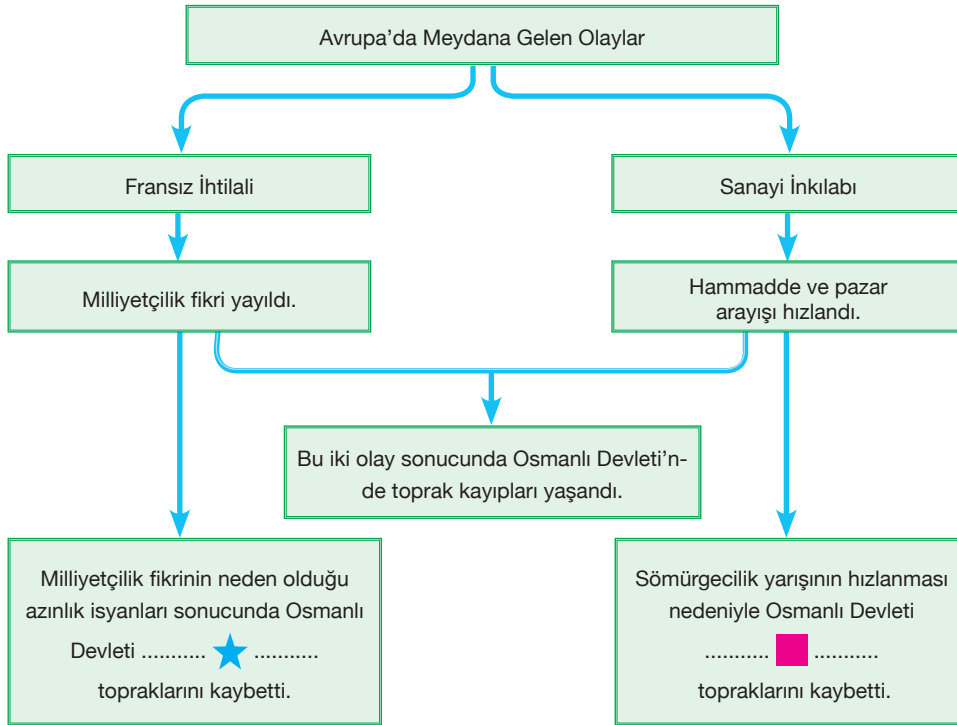 Avrupa’da Meydana Gelen Olaylar
Fransız İhtilali
Sanayi İnkılabı
Milliyetçilik fikri yayıldı.
Hammadde ve pazar
arayışı hızlandı.
Bu iki olay sonucunda Osmanlı Devleti’n-
de toprak kayıpları yaşandı.
Milliyetçilik fikrinin neden olduğu
azınlık isyanları sonucunda Osmanlı
Devleti ........... ...........
topraklarını kaybetti.
Sömürgecilik yarışının hızlanması
nedeniyle Osmanlı Devleti
........... ...........
topraklarını kaybetti.